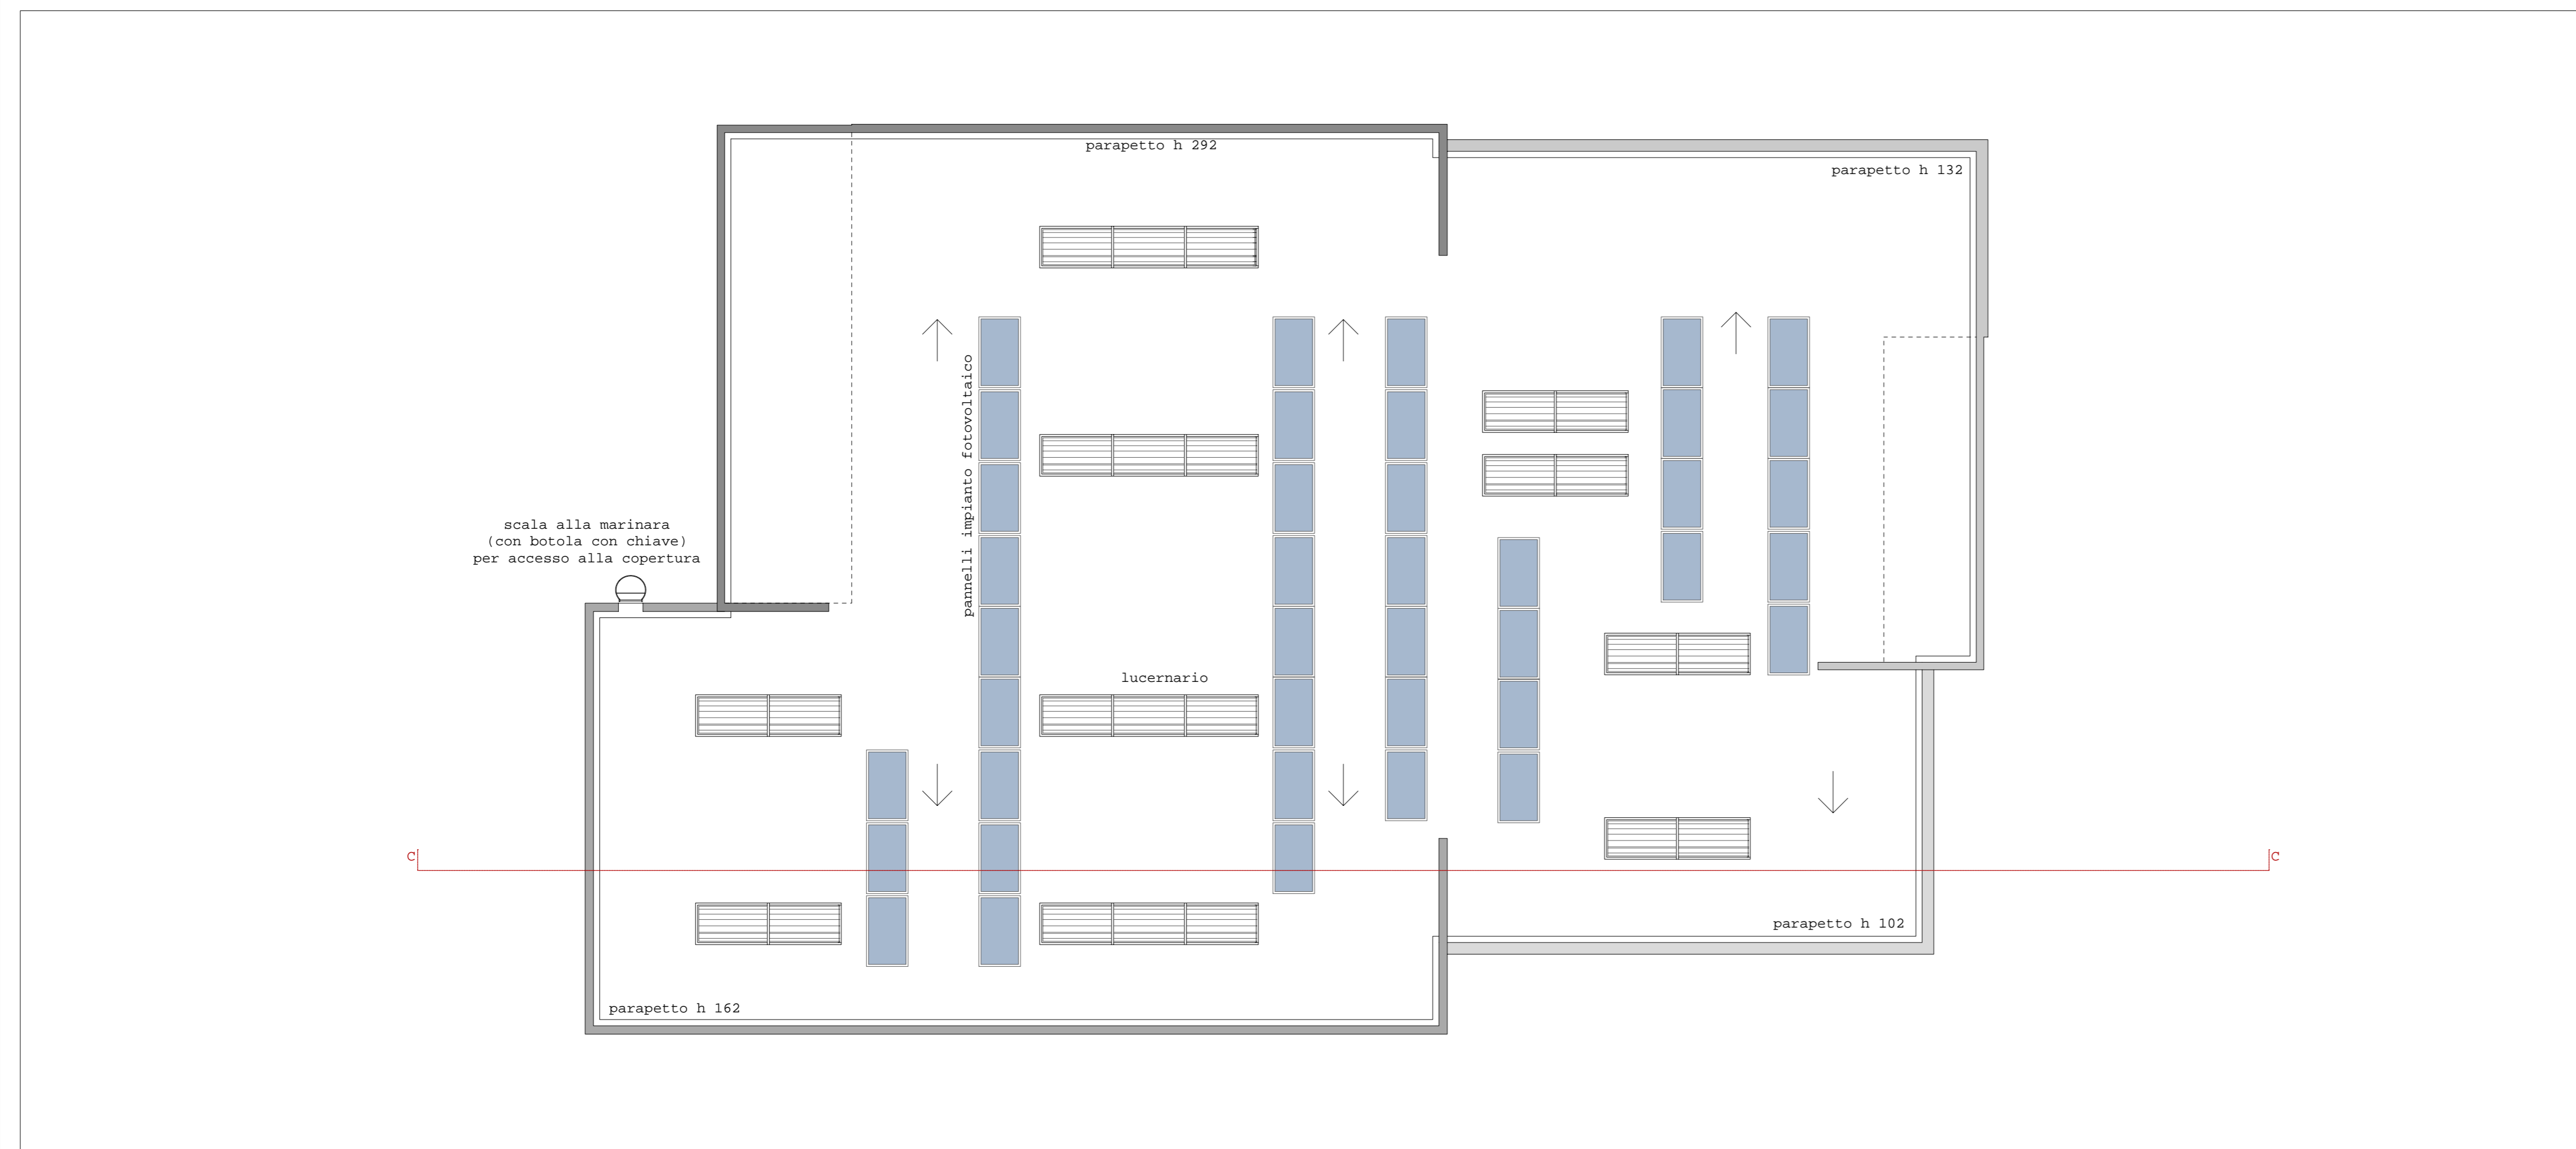 parapetto h 292
parapetto h 132
pannelli impianto fotovoltaico
scala alla marinara
(con botola con chiave)
per accesso alla copertura
lucernario
C
C
parapetto h 102
parapetto h 162